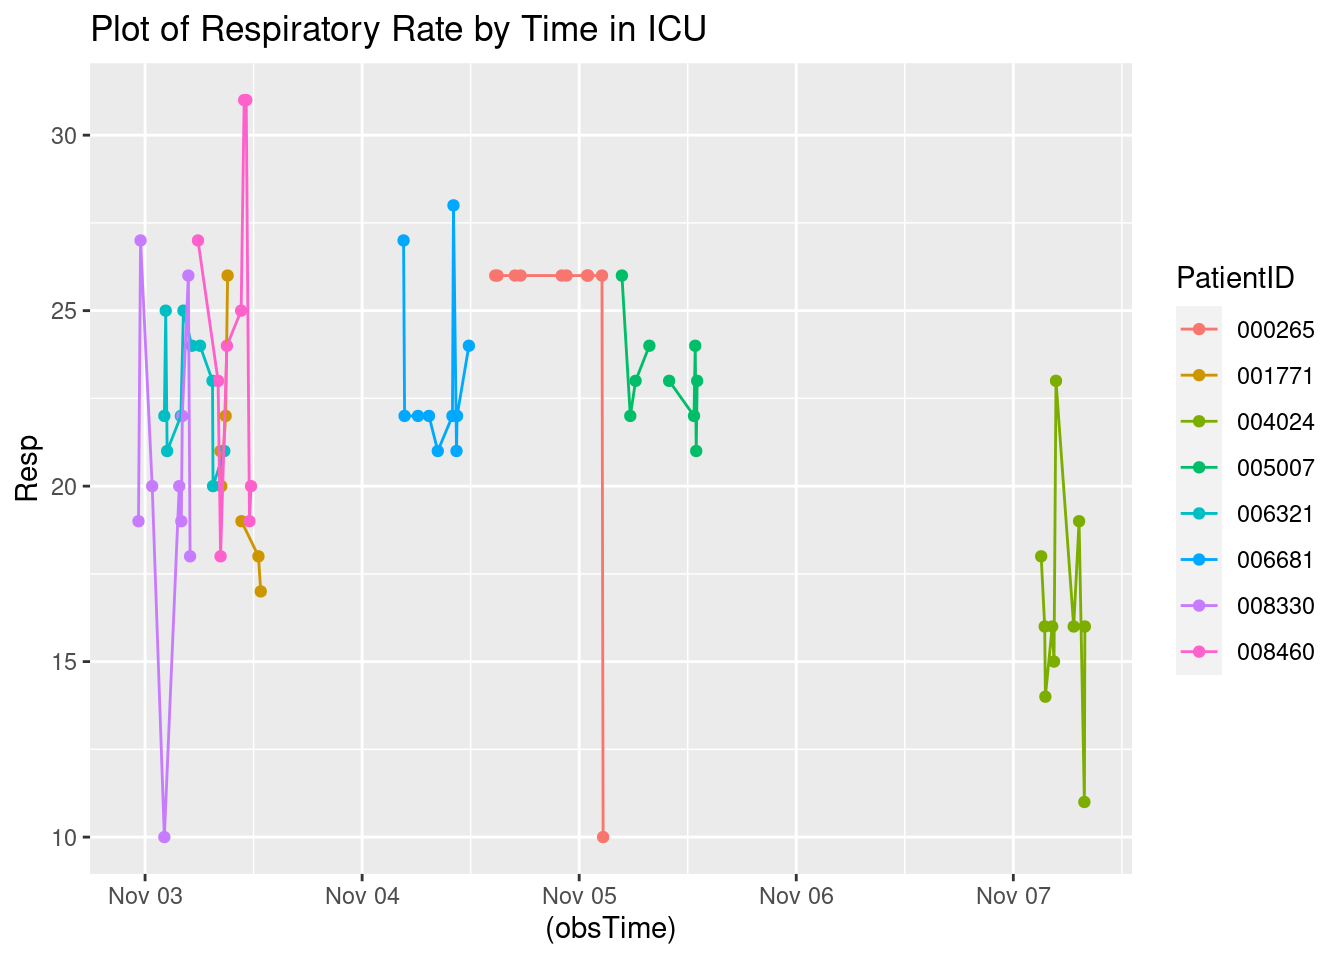 Plot of Respiratory Rate by Time in ICU
30
25
20
15
10
Resp
Nov 03 Nov 04 Nov 05 Nov 06 Nov 07
(obsTime)
PatientID
000265
001771
004024
005007
006321
006681
008330
008460